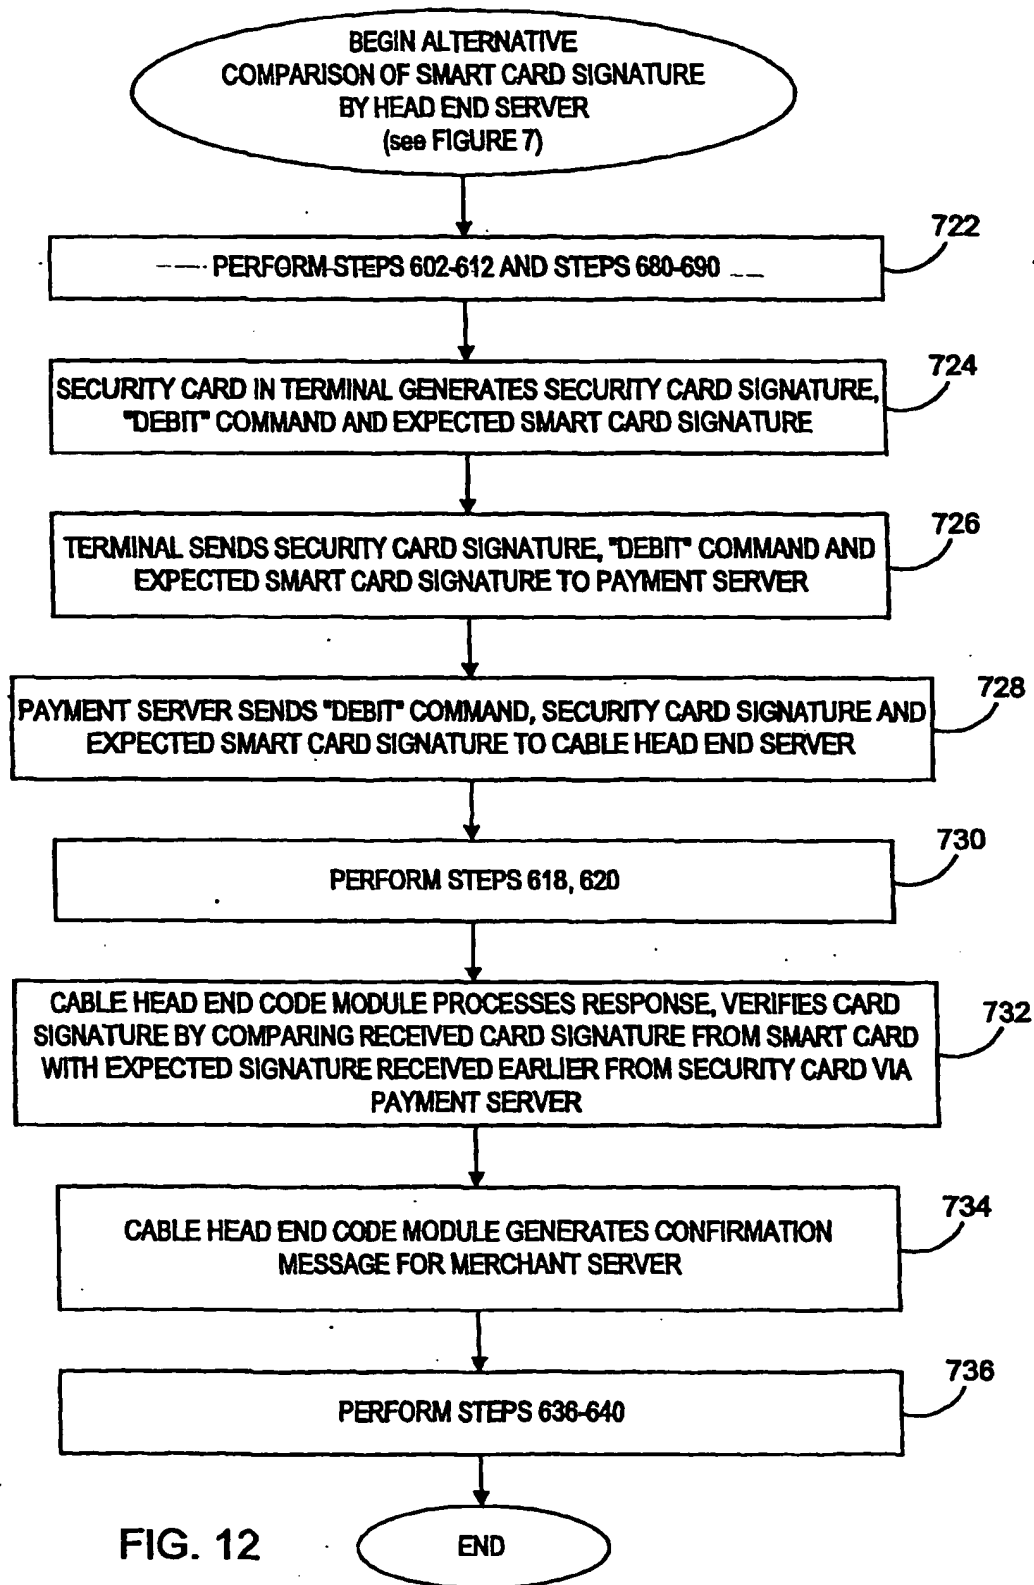 BEGIN ALTERNATIVE
COMPARISON OF SMART CARD SIGNATURE
BY HEAD END SERVER
(see FIGURE 7)
722
PERFORM STEPS 602-612 AND STEPS 680-690
724
SECURITY CARD IN TERMINAL GENERATES SECURITY CARD SIGNATURE,
"DEBIT" COMMAND AND EXPECTED SMART CARD SIGNATURE
726
TERMINAL SENDS SECURITY CARD SIGNATURE, "DEBIT" COMMAND AND
EXPECTED SMART CARD SIGNATURE TO PAYMENT SERVER
728
PAYMENT SERVER SENDS "DEBIT" COMMAND, SECURITY CARD SIGNATURE AND
EXPECTED SMART CARD SIGNATURE TO CABLE HEAD END SERVER
730
PERFORM STEPS 618, 620
732
CABLE HEAD END CODE MODULE PROCESSES RESPONSE, VERIFIES CARD
SIGNATURE BY COMPARING RECEIVED CARD SIGNATURE FROM SMART CARD
WITH EXPECTED SIGNATURE RECEIVED EARLIER FROM SECURITY CARD VIA
PAYMENT SERVER
734
CABLE HEAD END CODE MODULE GENERATES CONFIRMATION
MESSAGE FOR MERCHANT SERVER
736
PERFORM STEPS 636-640
END
FIG. 12